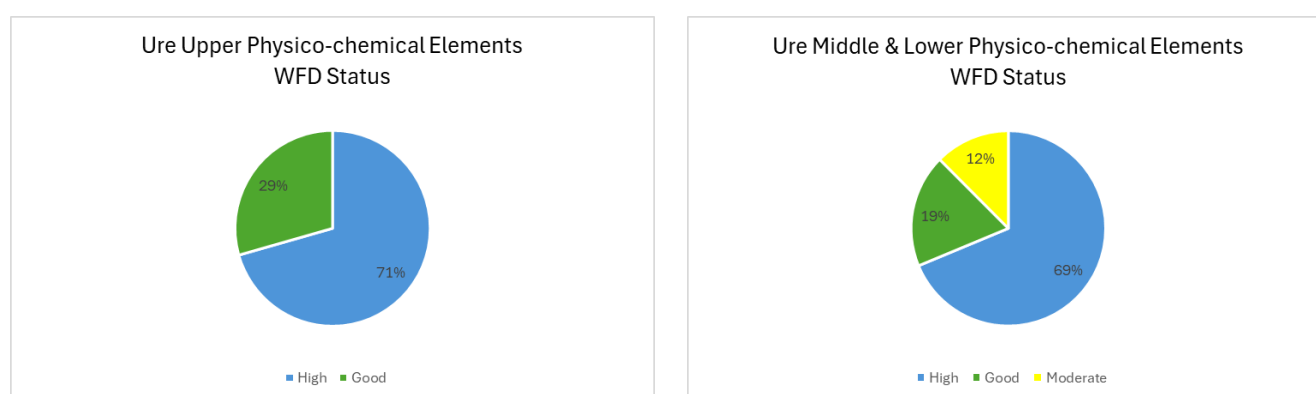 Ure Upper Physico-chemical Elements
WFD Status
29%
71%
High Good
Ure Middle & Lower Physico-chemical Elements
WFD Status
12%
19%
69%
High Good Moderate